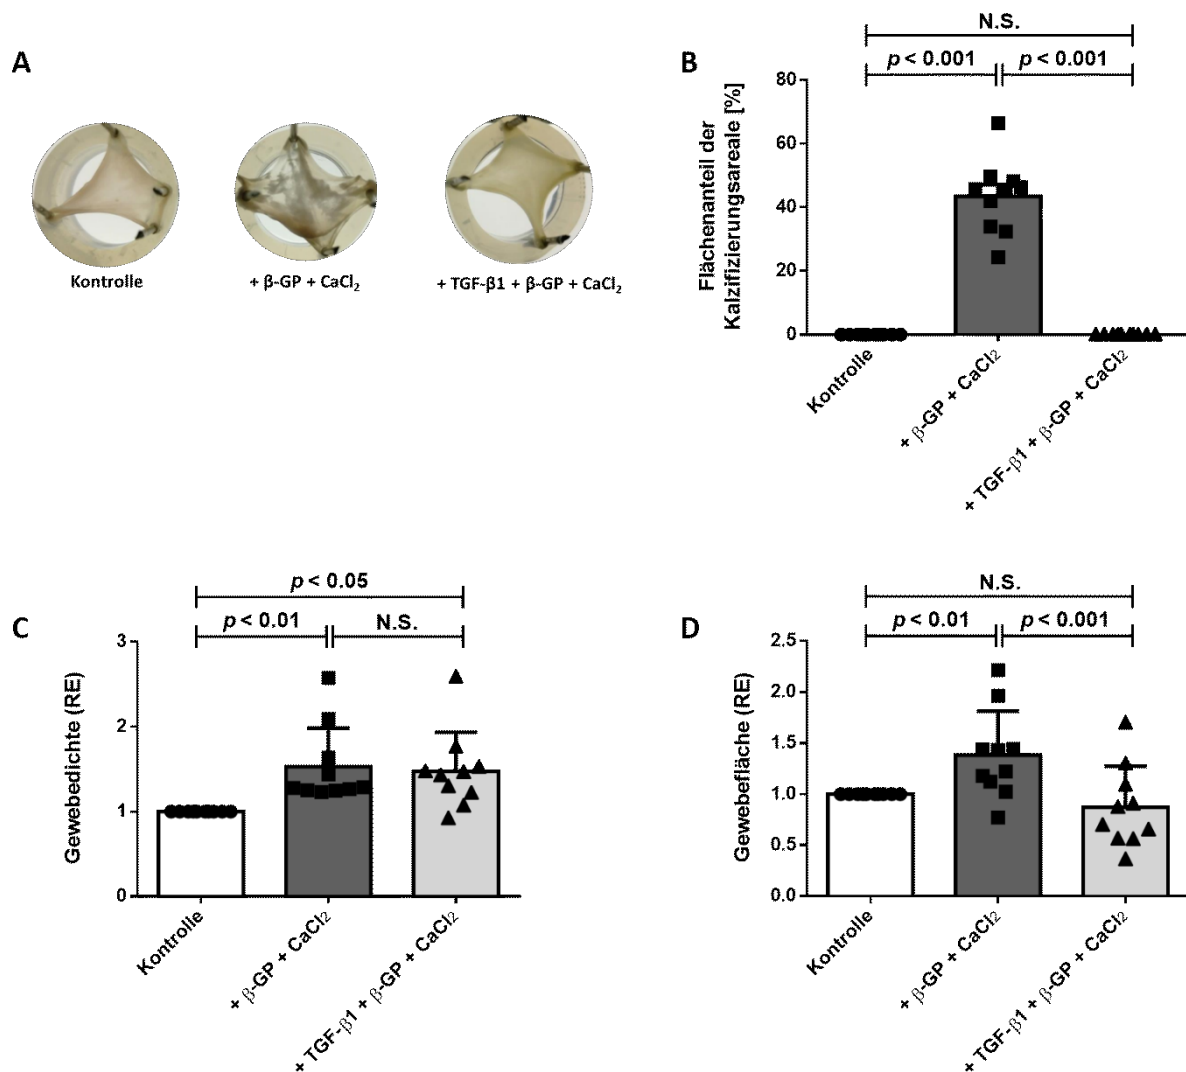 A
Kontrolle
+ β-GP + CaCl₂
+ TGF-β1 + β-GP + CaCl₂
B
N.S.
p < 0.001
p < 0.001
Flächenanteil der
Kalzifizierungsareale [%]
80
60
40
20
0
Kontrolle
+ β-GP + CaCl₂
+ TGF-β1 + β-GP + CaCl₂
C
p < 0.05
p < 0.01
N.S.
Gewebedichte (RE)
3
2
1
0
Kontrolle
+ β-GP + CaCl₂
+ TGF-β1 + β-GP + CaCl₂
D
N.S.
p < 0.01
p < 0.001
Gewebefläche (RE)
2.5
2.0
1.5
1.0
0.5
0.0
Kontrolle
+ β-GP + CaCl₂
+ TGF-β1 + β-GP + CaCl₂